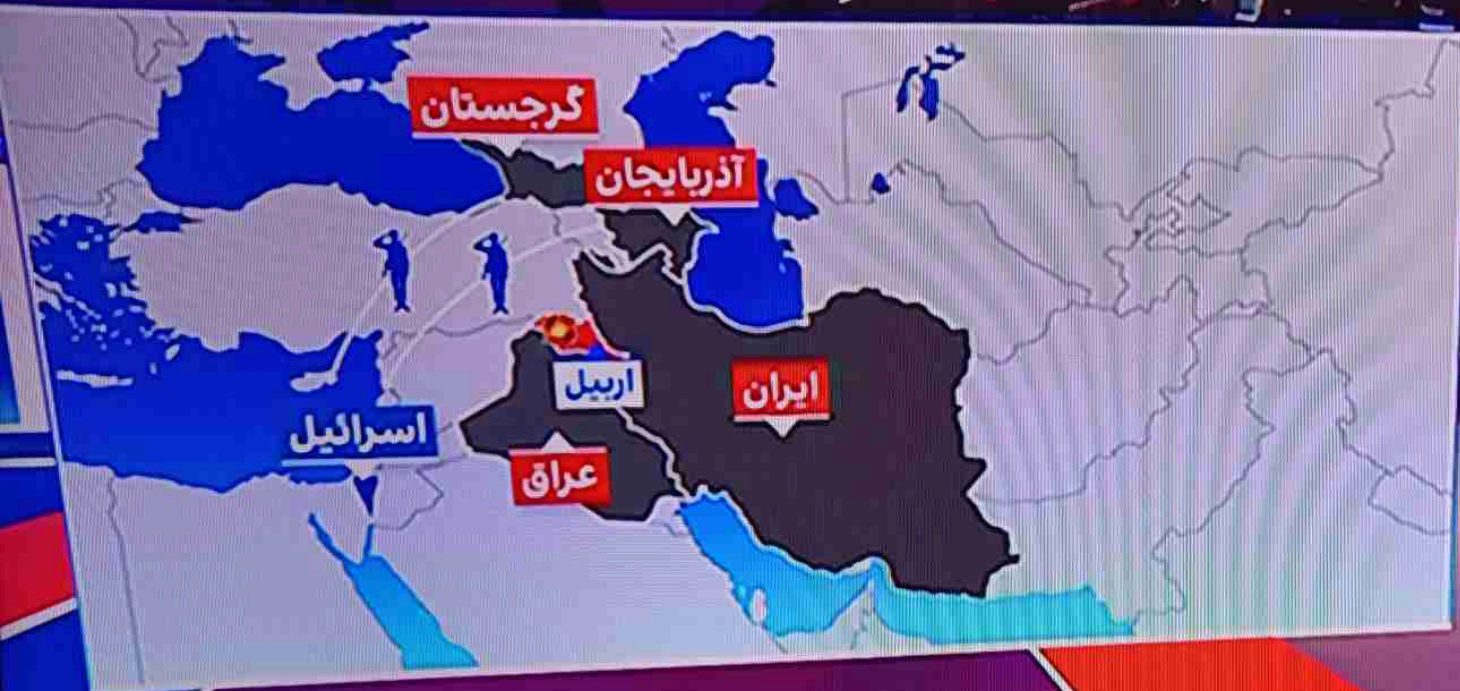 گرجستان
آذربایجان
اربیل
ایران
اسرائیل
عراق